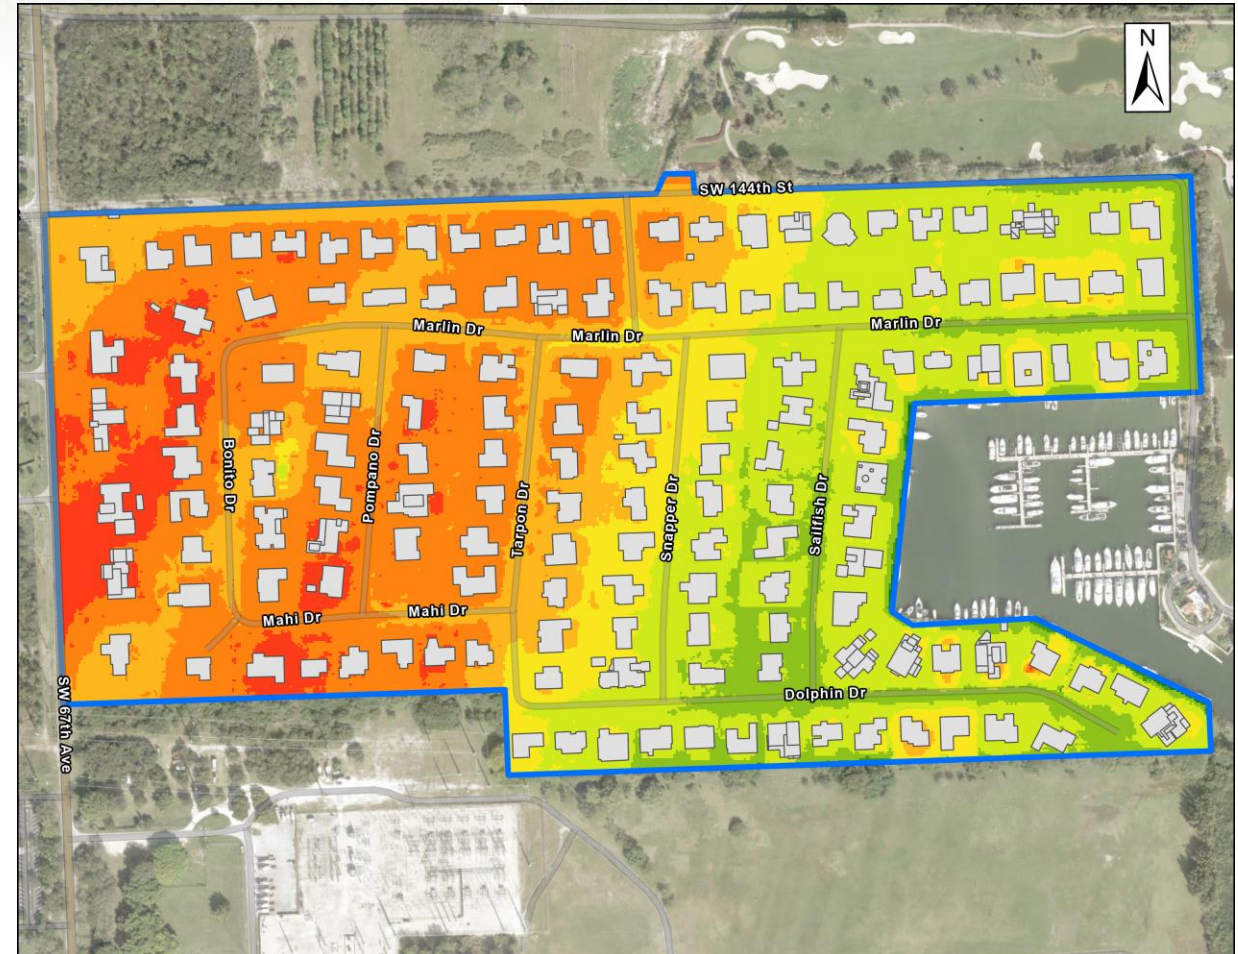 N
SW 144th St
Marlin Dr
Marlin Dr
Marlin Dr
Bonito Dr
Pompano Dr
Tarpon Dr
Snapper Dr
Sailfish Dr
Mahi Dr
Mahi Dr
Dolphin Dr
SW 67th Ave